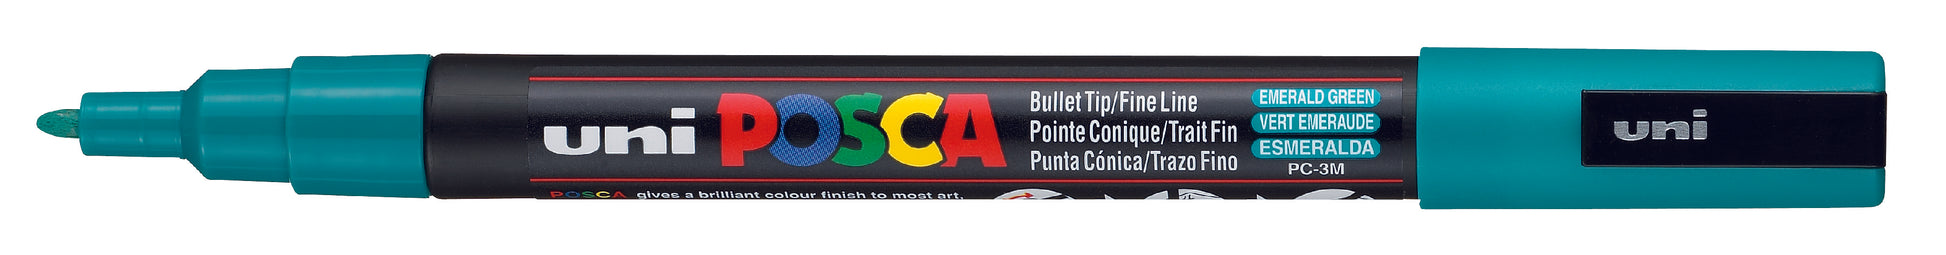 uni POSCA
Bullet Tip/Fine Line
Pointe Conique/Trait Fin
Punta Cónica/Trazo Fino
EMERALD GREEN
VERT EMERAUDE
ESMERALDA
PC-3M
POSCA gives a brilliant colour finish to most art,
uni